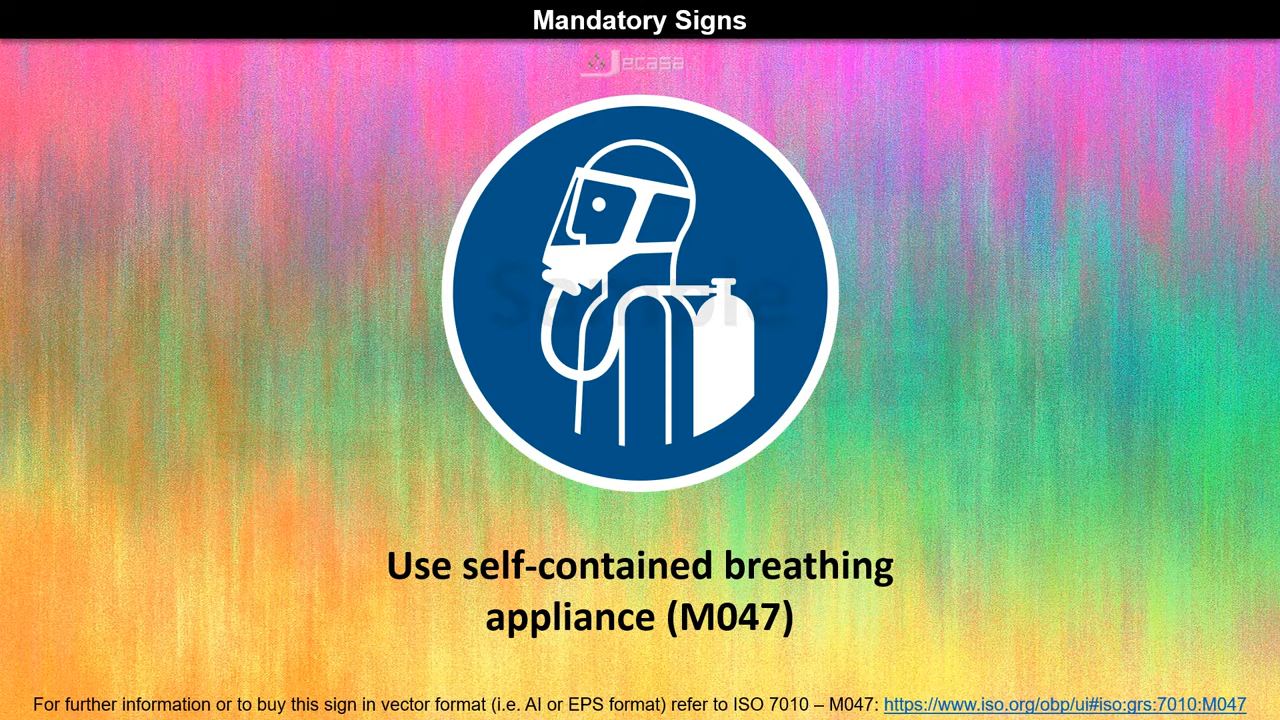 Mandatory Signs
Jecasa
Sample
Use self-contained breathing
appliance (M047)
For further information or to buy this sign in vector format (i.e. AI or EPS format) refer to ISO 7010 – M047: https://www.iso.org/obp/ui#iso:grs:7010:M047